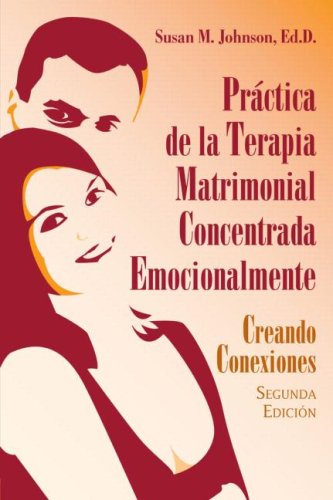 Susan M. Johnson, Ed.D.
Práctica
de la Terapia
Matrimonial
Concentrada
Emocionalmente
Creando
Conexiones
SEGUNDA
EDICIÓN